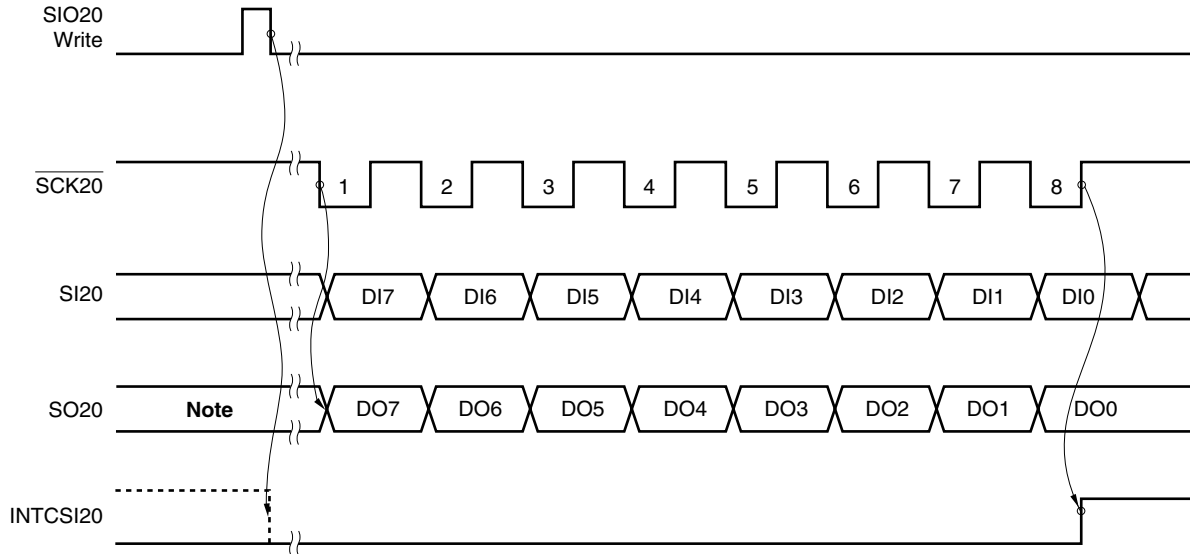 SIO20
Write
SCK20
1 2 3 4 5 6 7 8
SI20
DI7 DI6 DI5 DI4 DI3 DI2 DI1 DI0
SO20
Note DO7 DO6 DO5 DO4 DO3 DO2 DO1 DO0
INTCSI20